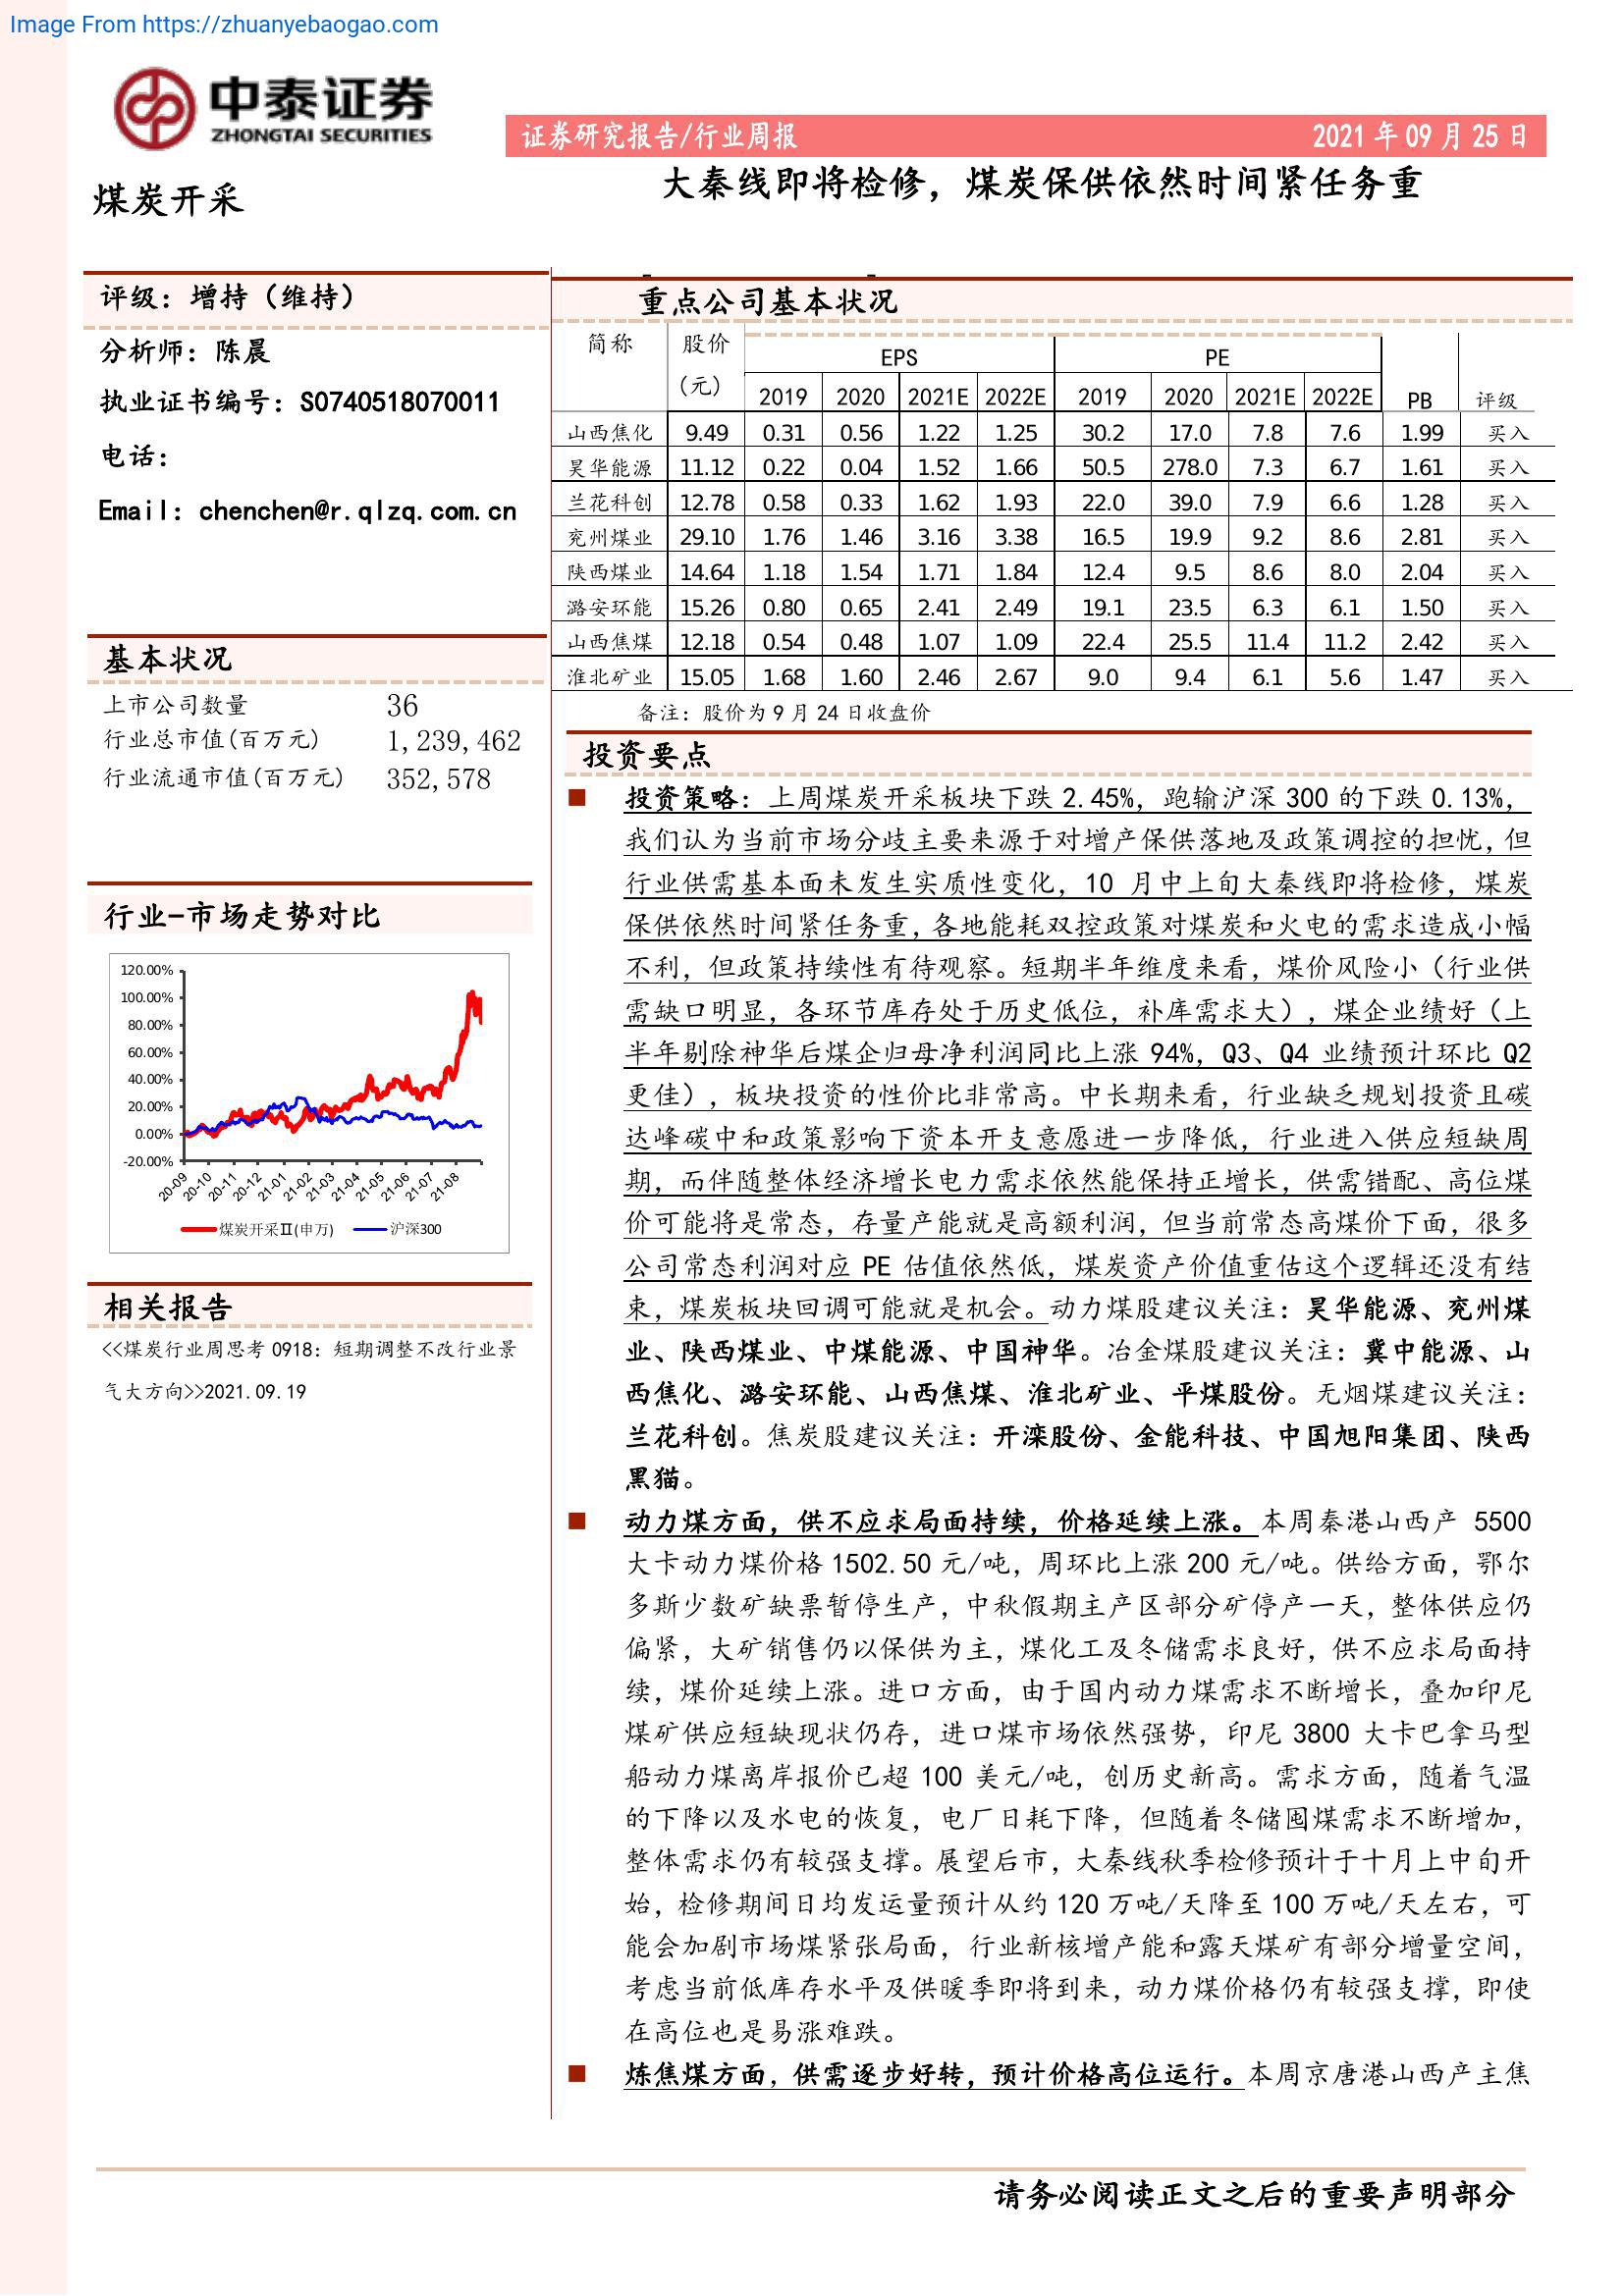 Image From https://zhuanyebaogao.com
中泰证券
ZHONGTAI SECURITIES
证券研究报告/行业周报 2021年09月25日
煤炭开采
大秦线即将检修，煤炭保供依然时间紧任务重
评级：增持（维持）
分析师：陈晨
执业证书编号：S0740518070011
电话：
Email：chenchen@r.qlzq.com.cn
基本状况
上市公司数量 36
行业总市值(百万元) 1,239,462
行业流通市值(百万元) 352,578
行业-市场走势对比
120.00%
100.00%
80.00%
60.00%
40.00%
20.00%
0.00%
-20.00%
20-09 20-10 20-11 20-12 21-01 21-02 21-03 21-04 21-05 21-06 21-07 21-08
煤炭开采Ⅱ(申万) 沪深300
相关报告
<<煤炭行业周思考0918：短期调整不改行业景
气大方向>>2021.09.19
重点公司基本状况
简称 股价 EPS PE
(元) 2019 2020 2021E 2022E 2019 2020 2021E 2022E PB 评级
山西焦化 9.49 0.31 0.56 1.22 1.25 30.2 17.0 7.8 7.6 1.99 买入
昊华能源 11.12 0.22 0.04 1.52 1.66 50.5 278.0 7.3 6.7 1.61 买入
兰花科创 12.78 0.58 0.33 1.62 1.93 22.0 39.0 7.9 6.6 1.28 买入
兖州煤业 29.10 1.76 1.46 3.16 3.38 16.5 19.9 9.2 8.6 2.81 买入
陕西煤业 14.64 1.18 1.54 1.71 1.84 12.4 9.5 8.6 8.0 2.04 买入
潞安环能 15.26 0.80 0.65 2.41 2.49 19.1 23.5 6.3 6.1 1.50 买入
山西焦煤 12.18 0.54 0.48 1.07 1.09 22.4 25.5 11.4 11.2 2.42 买入
淮北矿业 15.05 1.68 1.60 2.46 2.67 9.0 9.4 6.1 5.6 1.47 买入
备注：股价为9月24日收盘价
投资要点
■ 投资策略：上周煤炭开采板块下跌2.45%，跑输沪深300的下跌0.13%，
我们认为当前市场分歧主要来源于对增产保供落地及政策调控的担忧，但
行业供需基本面未发生实质性变化，10 月中上旬大秦线即将检修，煤炭
保供依然时间紧任务重，各地能耗双控政策对煤炭和火电的需求造成小幅
不利，但政策持续性有待观察。短期半年维度来看，煤价风险小（行业供
需缺口明显，各环节库存处于历史低位，补库需求大），煤企业绩好（上
半年剔除神华后煤企归母净利润同比上涨 94%，Q3、Q4 业绩预计环比 Q2
更佳），板块投资的性价比非常高。中长期来看，行业缺乏规划投资且碳
达峰碳中和政策影响下资本开支意愿进一步降低，行业进入供应短缺周
期，而伴随整体经济增长电力需求依然能保持正增长，供需错配、高位煤
价可能将是常态，存量产能就是高额利润，但当前常态高煤价下面，很多
公司常态利润对应 PE 估值依然低，煤炭资产价值重估这个逻辑还没有结
束，煤炭板块回调可能就是机会。动力煤股建议关注：昊华能源、兖州煤
业、陕西煤业、中煤能源、中国神华。冶金煤股建议关注：冀中能源、山
西焦化、潞安环能、山西焦煤、淮北矿业、平煤股份。无烟煤建议关注：
兰花科创。焦炭股建议关注：开滦股份、金能科技、中国旭阳集团、陕西
黑猫。
■ 动力煤方面，供不应求局面持续，价格延续上涨。本周秦港山西产 5500
大卡动力煤价格1502.50元/吨，周环比上涨200元/吨。供给方面，鄂尔
多斯少数矿缺票暂停生产，中秋假期主产区部分矿停产一天，整体供应仍
偏紧，大矿销售仍以保供为主，煤化工及冬储需求良好，供不应求局面持
续，煤价延续上涨。进口方面，由于国内动力煤需求不断增长，叠加印尼
煤矿供应短缺现状仍存，进口煤市场依然强势，印尼 3800 大卡巴拿马型
船动力煤离岸报价已超 100 美元/吨，创历史新高。需求方面，随着气温
的下降以及水电的恢复，电厂日耗下降，但随着冬储囤煤需求不断增加，
整体需求仍有较强支撑。展望后市，大秦线秋季检修预计于十月上中旬开
始，检修期间日均发运量预计从约120万吨/天降至100万吨/天左右，可
能会加剧市场煤紧张局面，行业新核增产能和露天煤矿有部分增量空间，
考虑当前低库存水平及供暖季即将到来，动力煤价格仍有较强支撑，即使
在高位也是易涨难跌。
■ 炼焦煤方面，供需逐步好转，预计价格高位运行。本周京唐港山西产主焦
请务必阅读正文之后的重要声明部分